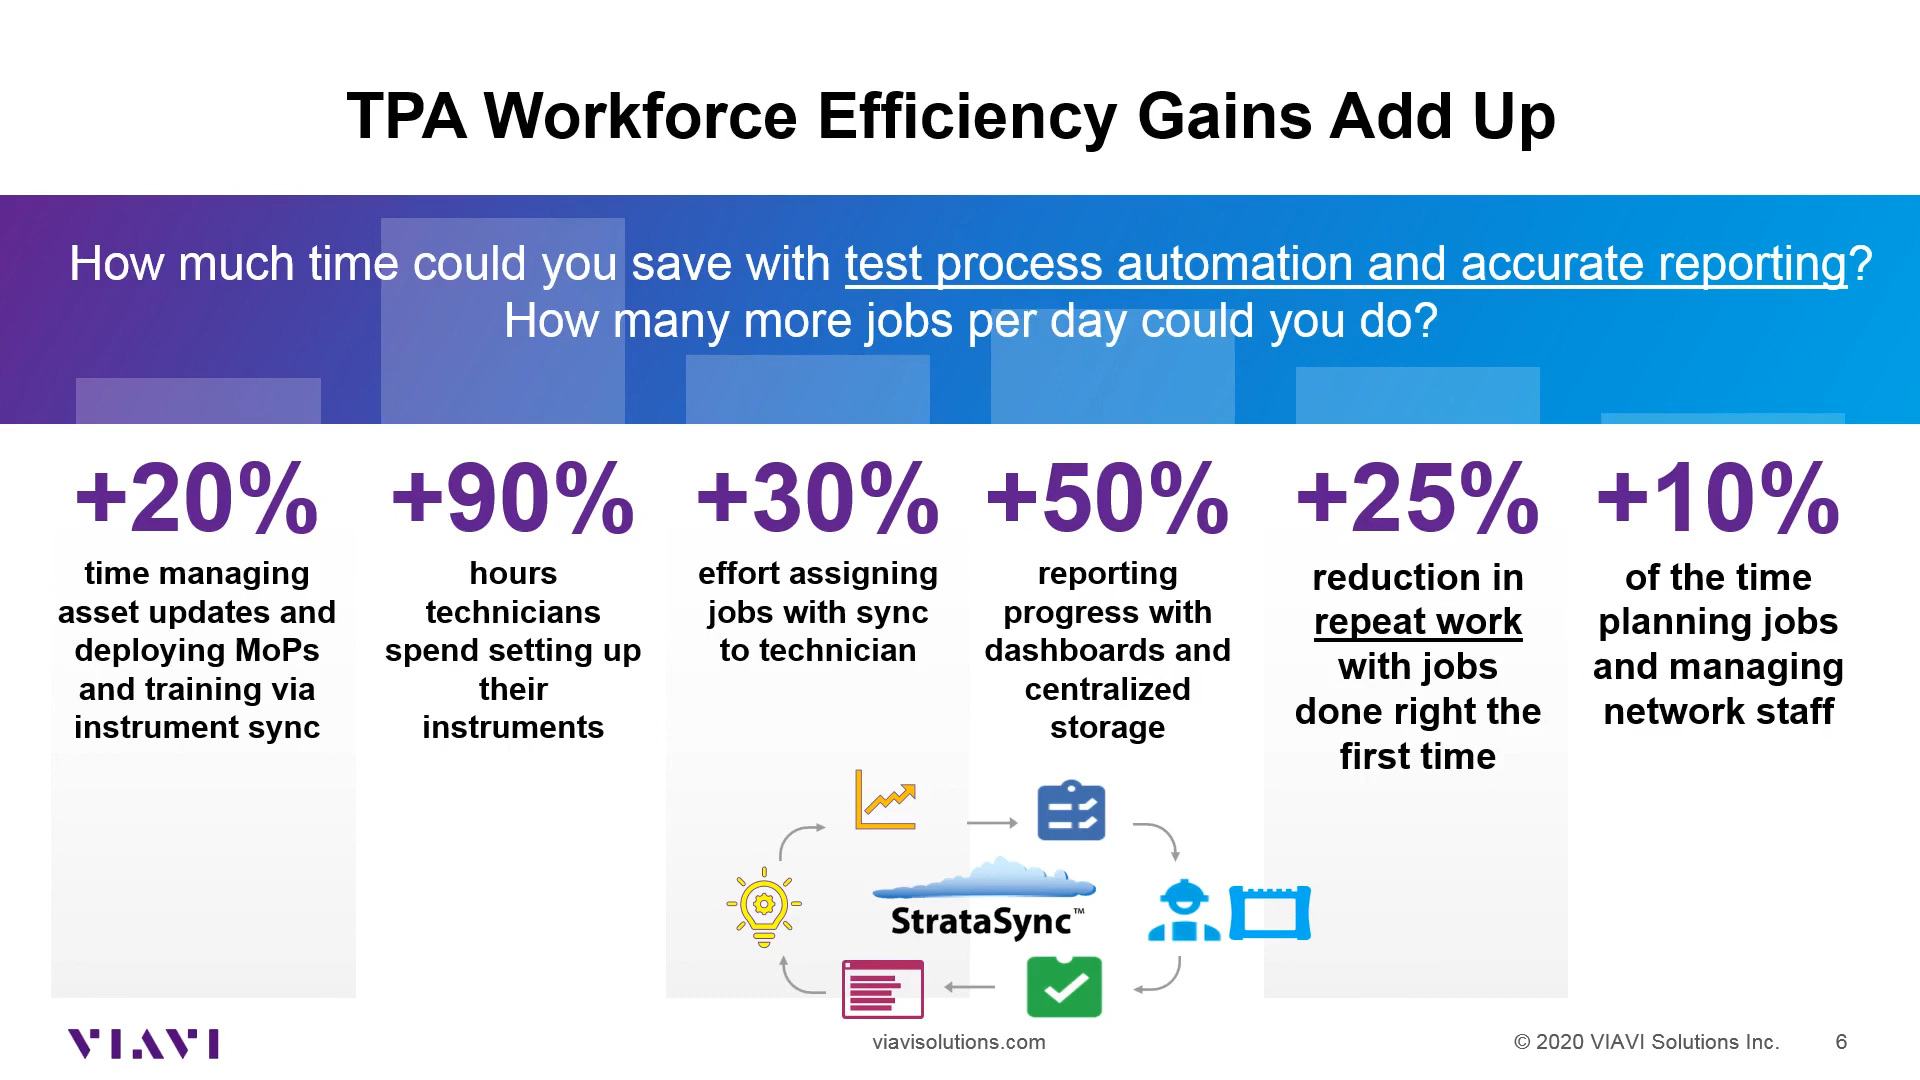 TPA Workforce Efficiency Gains Add Up
How much time could you save with test process automation and accurate reporting?
How many more jobs per day could you do?
+20%
time managing
asset updates and
deploying MoPs
and training via
instrument sync
+90%
hours
technicians
spend setting up
their
instruments
+30%
effort assigning
jobs with sync
to technician
+50%
reporting
progress with
dashboards and
centralized
storage
+25%
reduction in
repeat work
with jobs
done right the
first time
+10%
of the time
planning jobs
and managing
network staff
StrataSync™
VIAVI
viavisolutions.com
© 2020 VIAVI Solutions Inc.
6